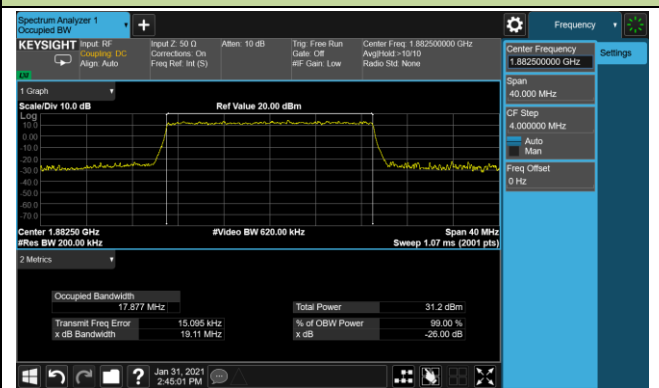 Spectrum Analyzer 1
Occupied BW
+
Frequency
KEYSIGHT
Input: RF
Coupling: DC
Align: Auto
Input Z: 50 Ω
Corrections: On
Freq Ref: Int (S)
Atten: 10 dB
Trig: Free Run
Gate: Off
#IF Gain: Low
Center Freq: 1.882500000 GHz
Avg|Hold:>10/10
Radio Std: None
LXI
Center Frequency
1.882500000 GHz
Settings
Span
40.000 MHz
CF Step
4.000000 MHz
Auto
Man
Freq Offset
0 Hz
1 Graph
Scale/Div 10.0 dB
Ref Value 20.00 dBm
Log
10.0
0.00
-10.0
-20.0
-30.0
-40.0
-50.0
-60.0
-70.0
Center 1.88250 GHz
#Video BW 620.00 kHz
Span 40 MHz
#Res BW 200.00 kHz
Sweep 1.07 ms (2001 pts)
2 Metrics
Occupied Bandwidth
17.877 MHz
Total Power
31.2 dBm
Transmit Freq Error
15.095 kHz
% of OBW Power
99.00 %
x dB Bandwidth
19.11 MHz
x dB
-26.00 dB
?
Jan 31, 2021
2:45:01 PM